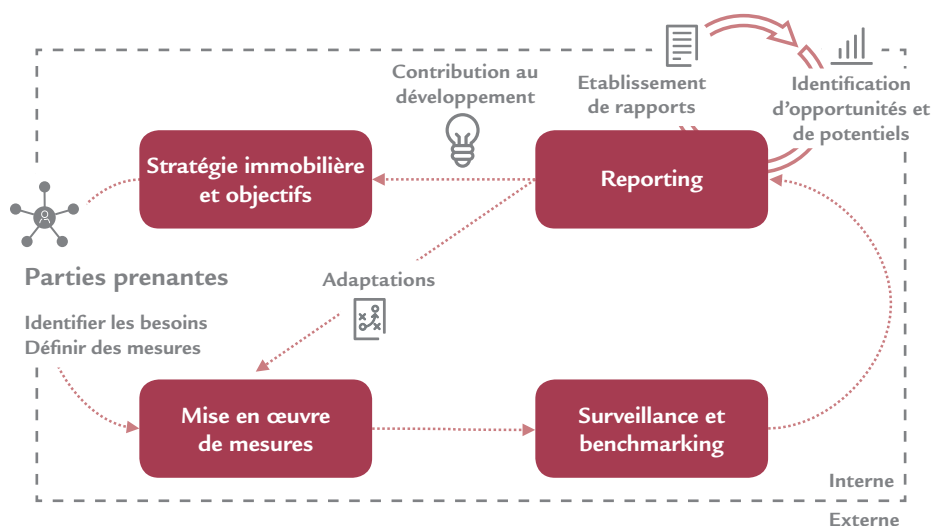 Contribution au
développement
Etablissement
de rapports
Identification
d'opportunités et
de potentiels
Stratégie immobilière
et objectifs
Reporting
Parties prenantes
Adaptations
Identifier les besoins
Définir des mesures
Mise en œuvre
de mesures
Surveillance et
benchmarking
Interne
Externe